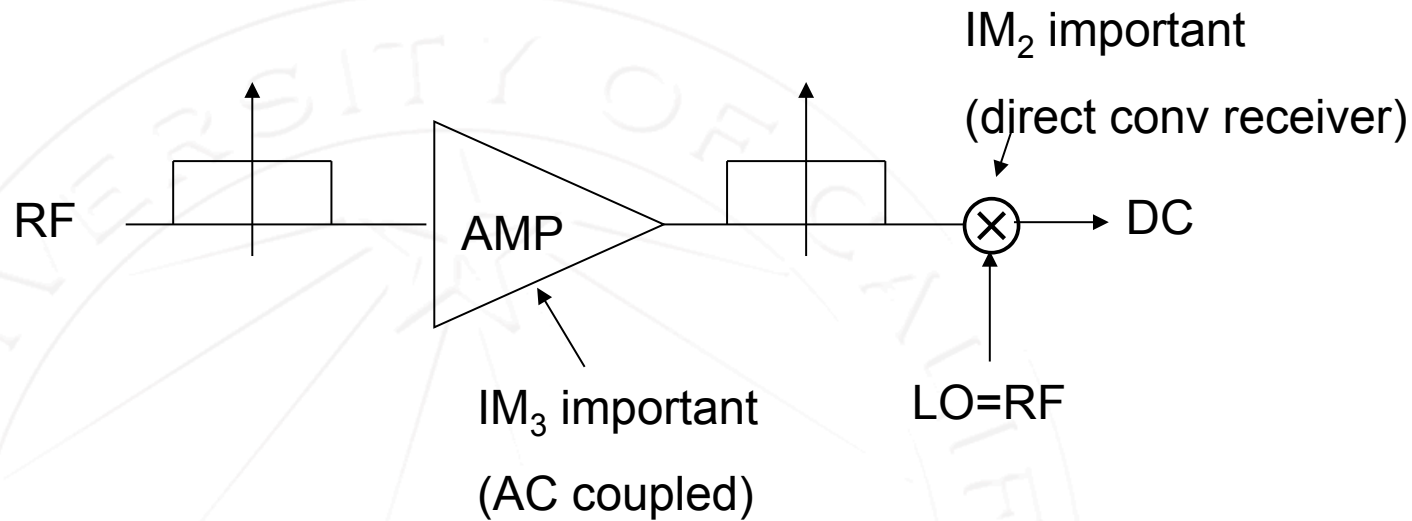 IM₂ important
(direct conv receiver)
RF
AMP
DC
IM₃ important
(AC coupled)
LO=RF